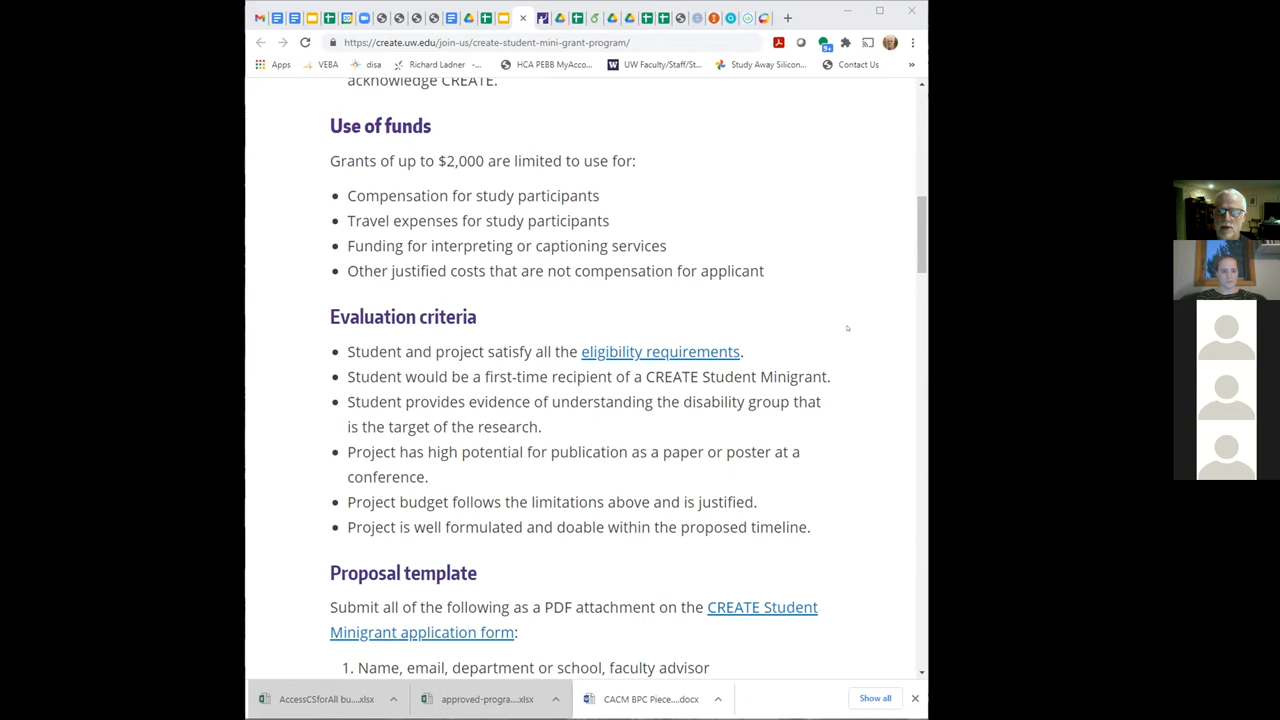 https://create.uw.edu/join-us/create-student-mini-grant-program/
9+
Apps VEBA disa Richard Ladner -... HCA PEBB MyAcco... UW Faculty/Staff/St... Study Away Silicon... Contact Us »
acknowledge CREATE.
Use of funds
Grants of up to $2,000 are limited to use for:
• Compensation for study participants
• Travel expenses for study participants
• Funding for interpreting or captioning services
• Other justified costs that are not compensation for applicant
Evaluation criteria
• Student and project satisfy all the eligibility requirements.
• Student would be a first-time recipient of a CREATE Student Minigrant.
• Student provides evidence of understanding the disability group that
is the target of the research.
• Project has high potential for publication as a paper or poster at a
conference.
• Project budget follows the limitations above and is justified.
• Project is well formulated and doable within the proposed timeline.
Proposal template
Submit all of the following as a PDF attachment on the CREATE Student
Minigrant application form:
1. Name, email, department or school, faculty advisor
AccessCSforAll bu....xlsx approved-progra....xlsx CACM BPC Piece....docx Show all